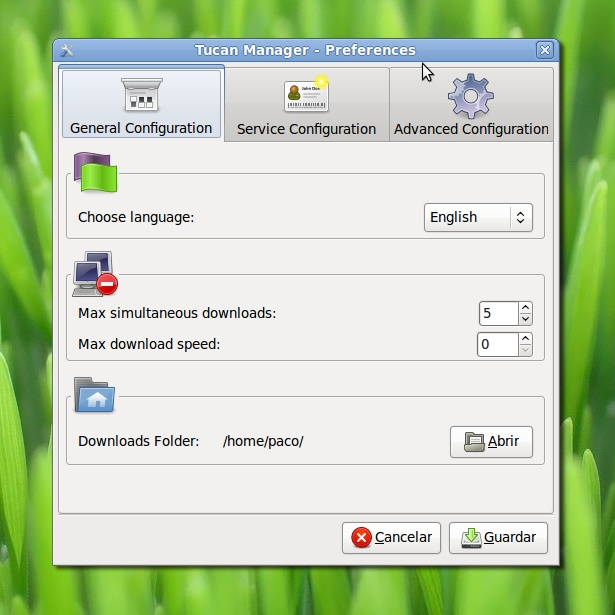 Tucan Manager - Preferences
General Configuration
John Doe
Service Configuration
Advanced Configuration
Choose language:
English
Max simultaneous downloads:
5
Max download speed:
0
Downloads Folder:
/home/paco/
Abrir
Cancelar
Guardar